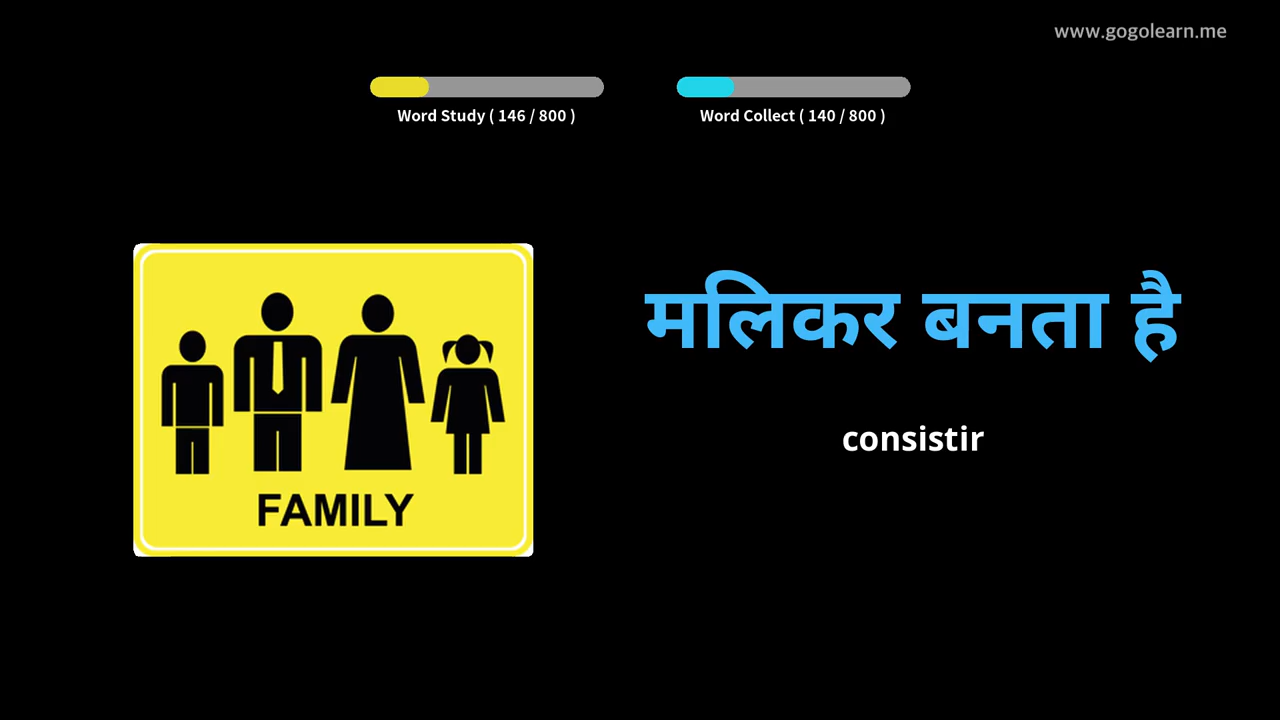 www.gogolearn.me
Word Study ( 146 / 800 )
Word Collect ( 140 / 800 )
मलिकर बनता है
consistir
FAMILY